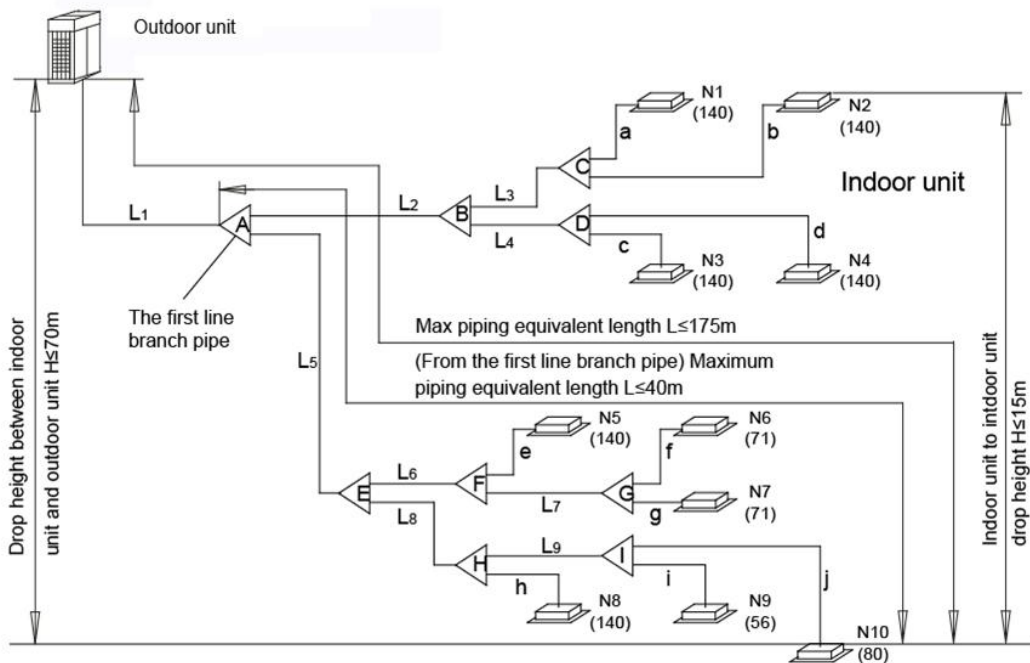 Outdoor unit
N1
(140)
N2
(140)
a
b
C
Indoor unit
L1
A
L2
B
L3
L4
D
c
d
N3
(140)
N4
(140)
The first line
branch pipe
L5
Max piping equivalent length L≤175m
(From the first line branch pipe) Maximum
piping equivalent length L≤40m
Drop height between indoor
unit and outdoor unit H≤70m
Indoor unit to intdoor unit
drop height H≤15m
N5
(140)
N6
(71)
e
f
E
L6
F
L7
G
g
N7
(71)
L8
H
L9
I
h
i
j
N8
(140)
N9
(56)
N10
(80)